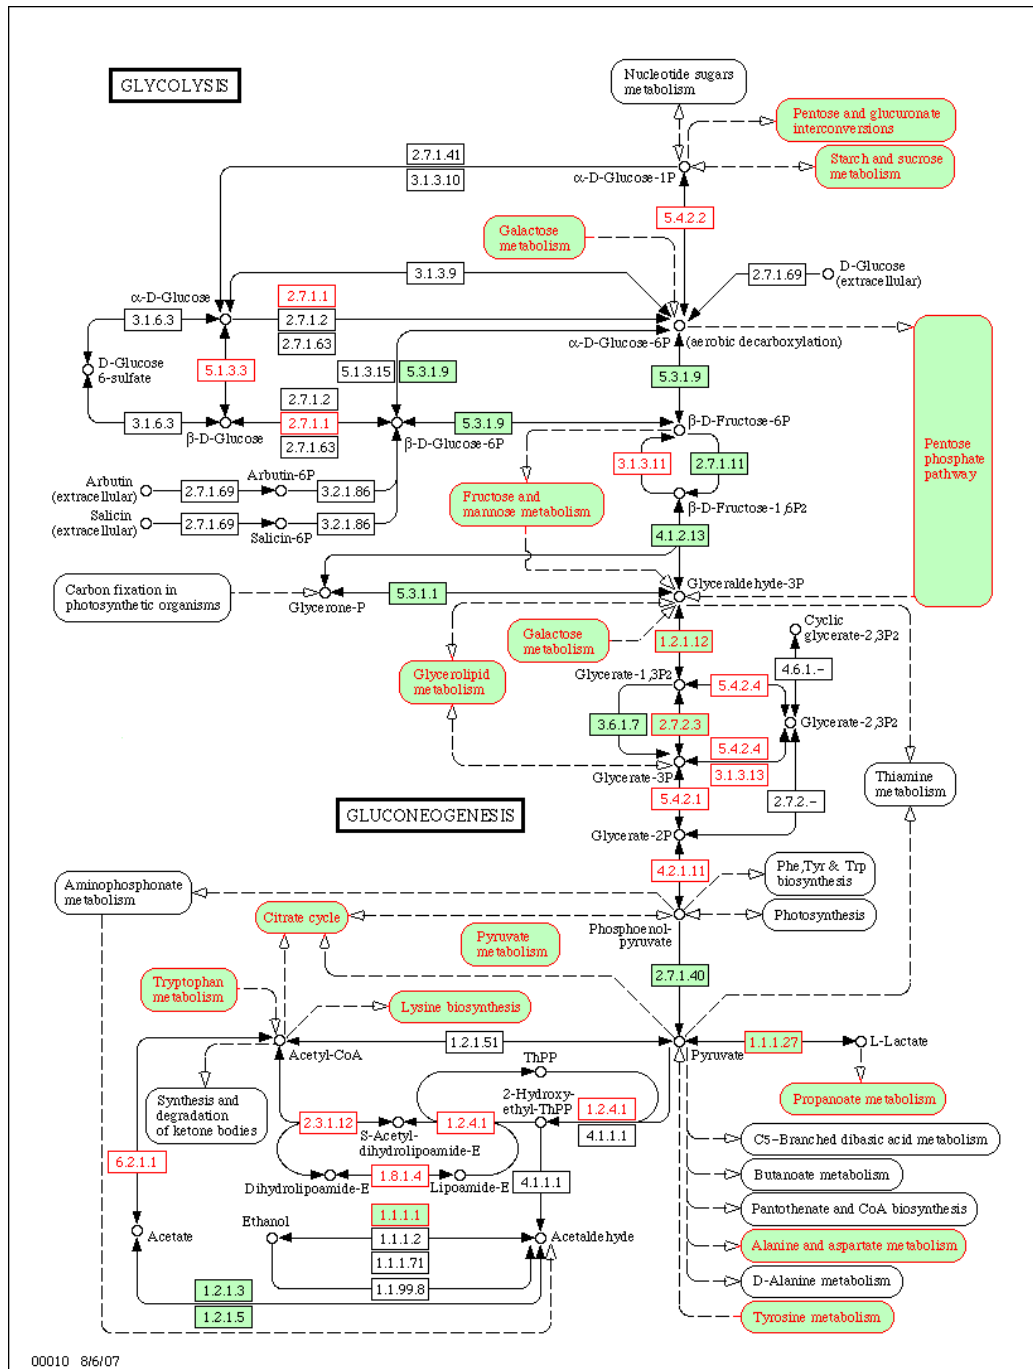 GLYCOLYSIS
Nucleotide sugars
metabolism
Pentose and glucuronate
interconversions
Starch and sucrose
metabolism
2.7.1.41
3.1.3.10
α-D-Glucose-1P
5.4.2.2
Galactose
metabolism
3.1.3.9
2.7.1.69
D-Glucose
(extracellular)
α-D-Glucose
2.7.1.1
2.7.1.2
2.7.1.63
3.1.6.3
α-D-Glucose-6P
(aerobic decarboxylation)
D-Glucose
6-sulfate
5.1.3.3
5.1.3.15
5.3.1.9
5.3.1.9
2.7.1.2
2.7.1.1
2.7.1.63
3.1.6.3
β-D-Glucose
β-D-Glucose-6P
5.3.1.9
β-D-Fructose-6P
Pentose
phosphate
pathway
3.1.3.11
2.7.1.11
Arbutin
(extracellular)
2.7.1.69
Arbutin-6P
3.2.1.86
Salicin
(extracellular)
2.7.1.69
Salicin-6P
3.2.1.86
Fructose and
mannose metabolism
β-D-Fructose-1,6P2
4.1.2.13
Carbon fixation in
photosynthetic organisms
Glycerone-P
5.3.1.1
Glyceraldehyde-3P
Galactose
metabolism
1.2.1.12
Cyclic
glycerate-2,3P2
Glycerolipid
metabolism
Glycerate-1,3P2
5.4.2.4
4.6.1.-
3.6.1.7
2.7.2.3
Glycerate-2,3P2
5.4.2.4
3.1.3.13
Glycerate-3P
Thiamine
metabolism
5.4.2.1
2.7.2.-
GLUCONEOGENESIS
Glycerate-2P
4.2.1.11
Phe,Tyr & Trp
biosynthesis
Aminophosphonate
metabolism
Citrate cycle
Photosynthesis
Phosphoenol-
pyruvate
Pyruvate
metabolism
2.7.1.40
Tryptophan
metabolism
Lysine biosynthesis
Acetyl-CoA
1.2.1.51
Pyruvate
1.1.1.27
L-Lactate
ThPP
Synthesis and
degradation
of ketone bodies
2-Hydroxy-
ethyl-ThPP
Propanoate metabolism
2.3.1.12
S-Acetyl-
dihydrolipoamide-E
1.2.4.1
1.2.4.1
4.1.1.1
C5-Branched dibasic acid metabolism
6.2.1.1
Dihydrolipoamide-E
1.8.1.4
Lipoamide-E
4.1.1.1
Butanoate metabolism
Pantothenate and CoA biosynthesis
Acetate
Ethanol
1.1.1.1
1.1.1.2
1.1.1.71
1.1.99.8
Acetaldehyde
Alanine and aspartate metabolism
D-Alanine metabolism
1.2.1.3
1.2.1.5
Tyrosine metabolism
00010 8/6/07